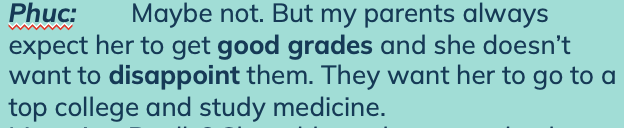 Phuc: Maybe not. But my parents always
expect her to get good grades and she doesn't
want to disappoint them. They want her to go to a
top college and study medicine.